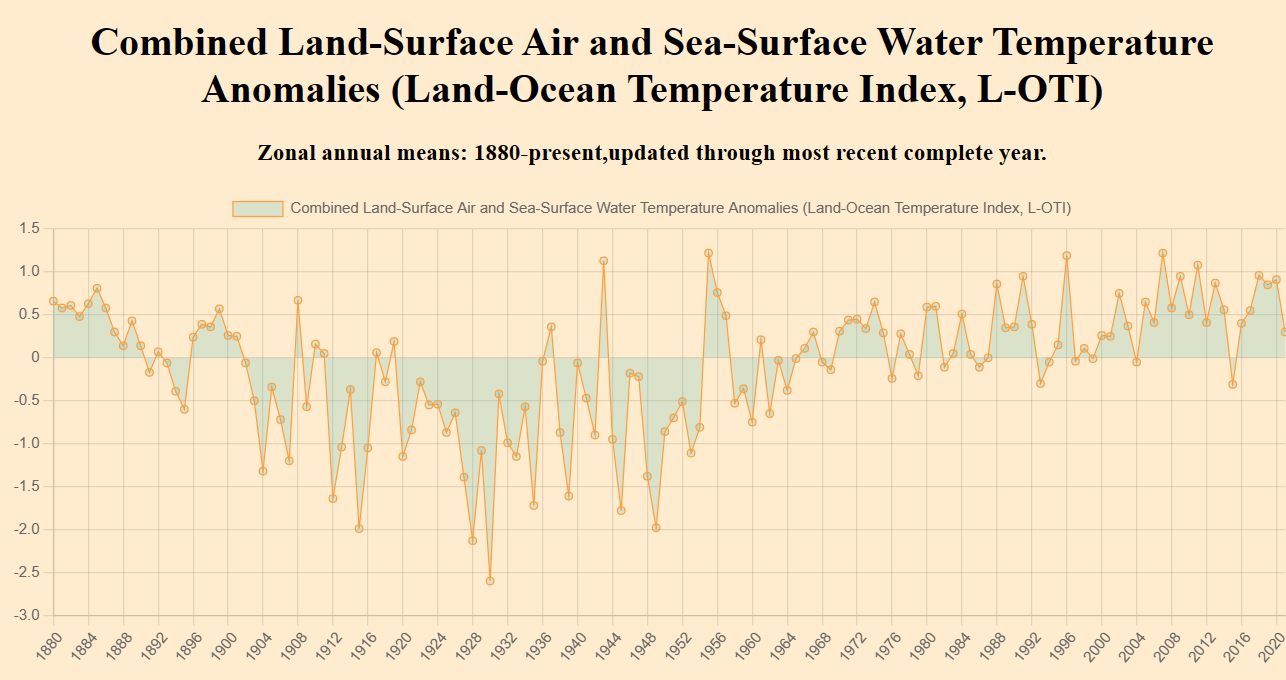 Combined Land-Surface Air and Sea-Surface Water Temperature
Anomalies (Land-Ocean Temperature Index, L-OTI)
Zonal annual means: 1880-present,updated through most recent complete year.
Combined Land-Surface Air and Sea-Surface Water Temperature Anomalies (Land-Ocean Temperature Index, L-OTI)
1.5
1.0
0.5
0
-0.5
-1.0
-1.5
-2.0
-2.5
-3.0
1880 1884 1888 1892 1896 1900 1904 1908 1912 1916 1920 1924 1928 1932 1936 1940 1944 1948 1952 1956 1960 1964 1968 1972 1976 1980 1984 1988 1992 1996 2000 2004 2008 2012 2016 2020